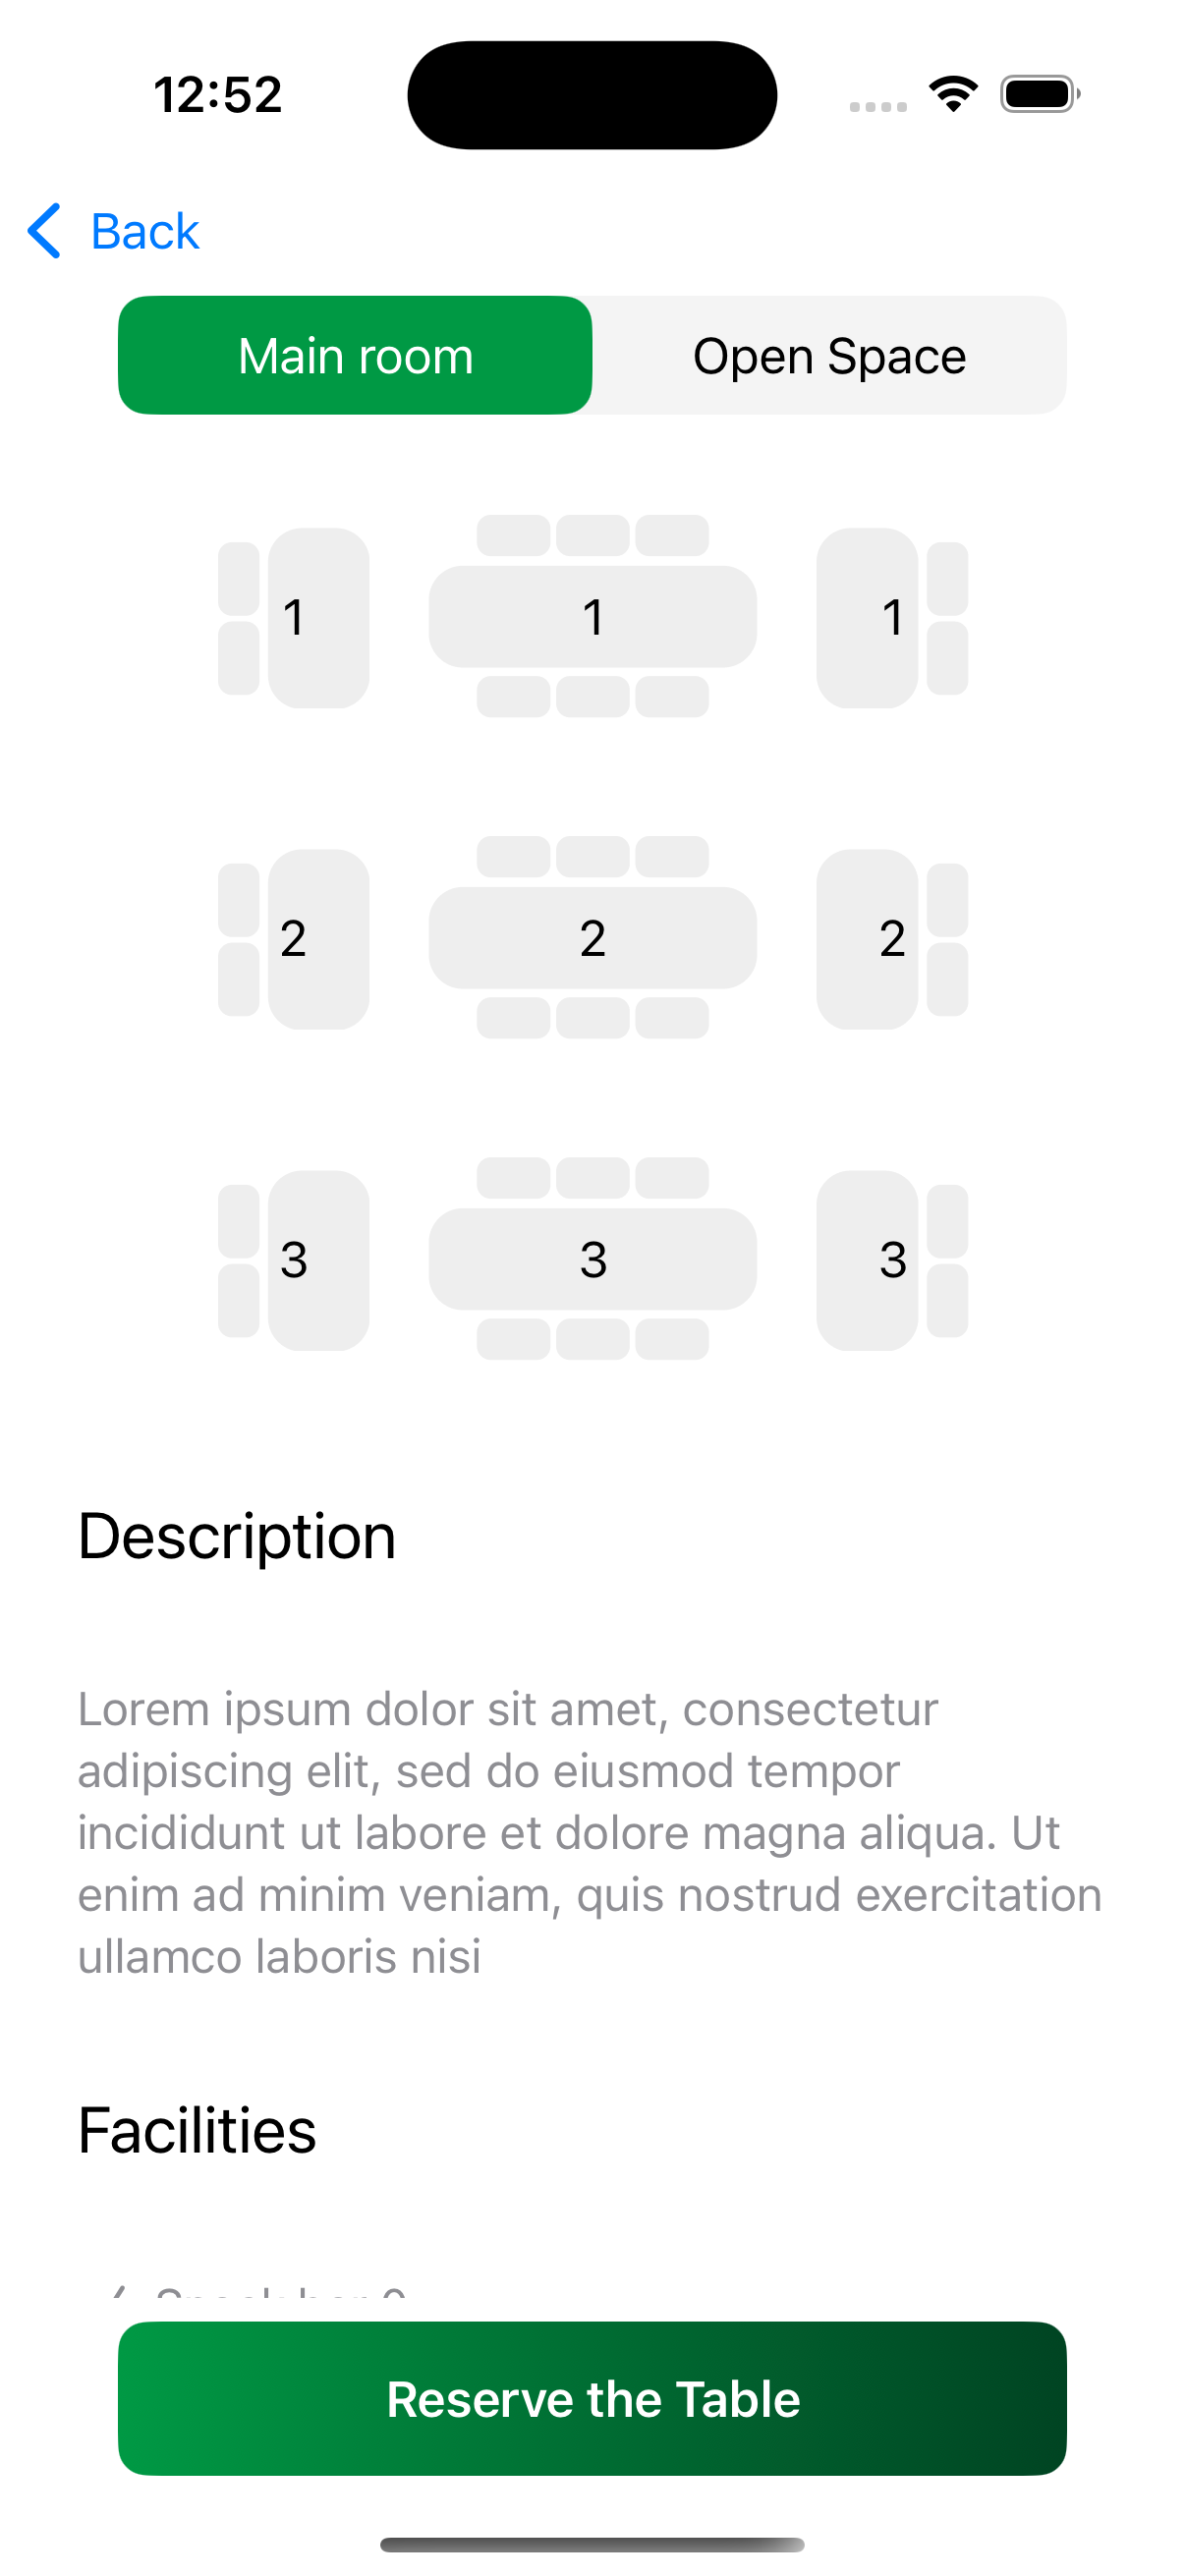 12:52
Back
Main room Open Space
1 1 1
2 2 2
3 3 3
Description
Lorem ipsum dolor sit amet, consectetur
adipiscing elit, sed do eiusmod tempor
incididunt ut labore et dolore magna aliqua. Ut
enim ad minim veniam, quis nostrud exercitation
ullamco laboris nisi
Facilities
Reserve the Table